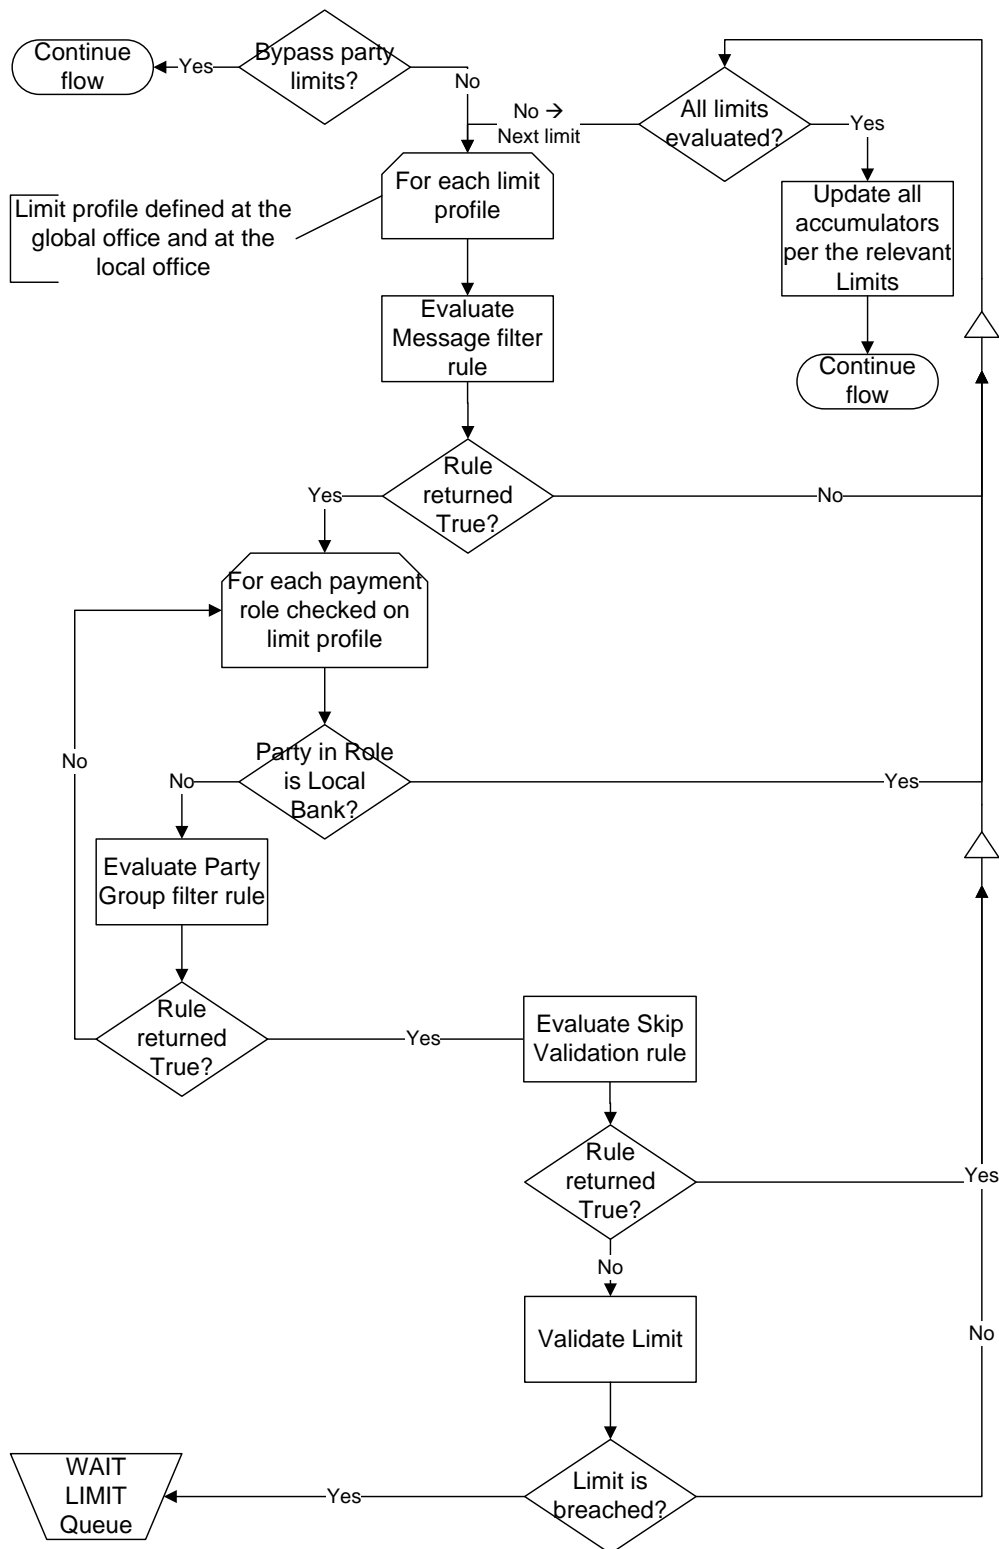 Continue
flow
Yes
Bypass party
limits?
No
No →
Next limit
All limits
evaluated?
Yes
For each limit
profile
Limit profile defined at the
global office and at the
local office
Update all
accumulators
per the relevant
Limits
Evaluate
Message filter
rule
Continue
flow
Rule
returned
True?
Yes
No
For each payment
role checked on
limit profile
No
Party in Role
is Local
Bank?
No
Yes
Evaluate Party
Group filter rule
Rule
returned
True?
Yes
Evaluate Skip
Validation rule
Rule
returned
True?
Yes
No
Validate Limit
No
Limit is
breached?
Yes
WAIT
LIMIT
Queue